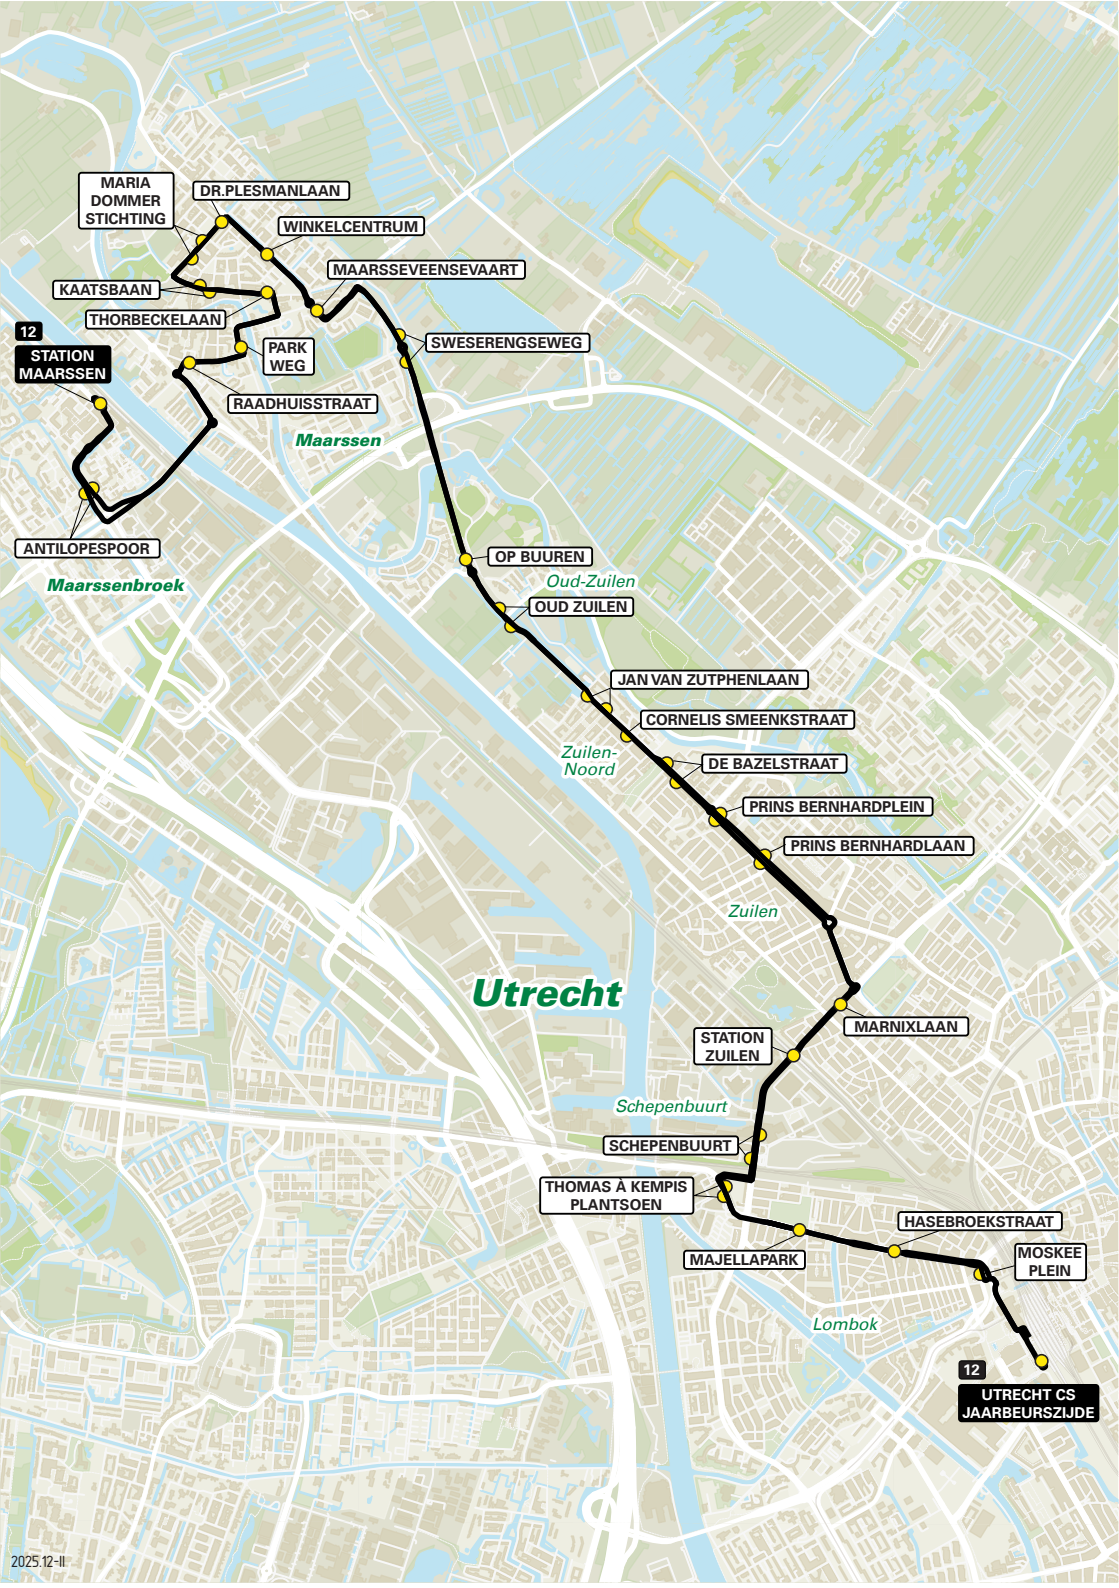 MARIA
DOMMER
STICHTING
DR.PLESMANLAAN
WINKELCENTRUM
MAARSSEVEENSEVAART
KAATSBAAN
THORBECKELAAN
12
STATION
MAARSSEN
PARK
WEG
SWESERENGSEWEG
RAADHUISSTRAAT
Maarssen
ANTILOPESPOOR
Maarssenbroek
OP BUUREN
Oud-Zuilen
OUD ZUILEN
JAN VAN ZUTPHENLAAN
CORNELIS SMEENKSTRAAT
Zuilen-
Noord
DE BAZELSTRAAT
PRINS BERNHARDPLEIN
PRINS BERNHARDLAAN
Zuilen
Utrecht
MARNIXLAAN
STATION
ZUILEN
Schepenbuurt
SCHEPENBUURT
THOMAS À KEMPIS
PLANTSOEN
HASEBROEKSTRAAT
MAJELLAPARK
MOSKEE
PLEIN
Lombok
12
UTRECHT CS
JAARBEURSZIJDE
2025.12-II